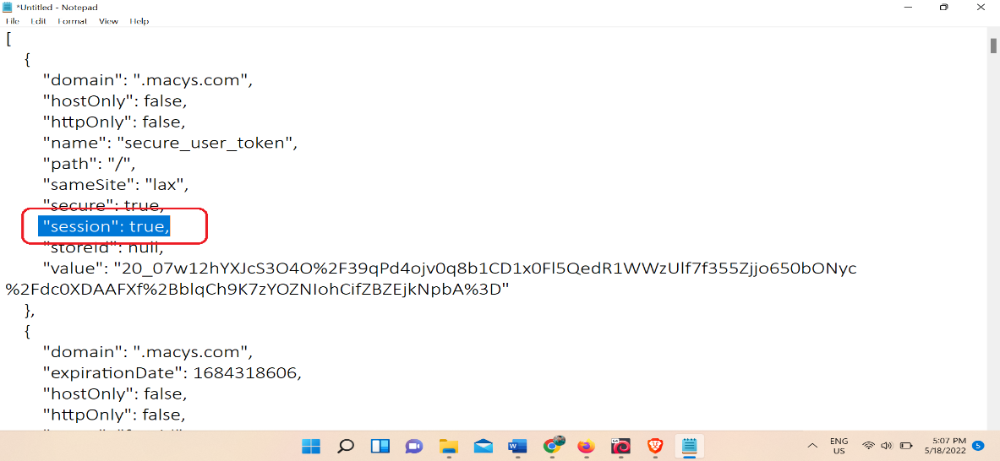 *Untitled - Notepad
File Edit Format View Help
[
{
"domain": ".macys.com",
"hostOnly": false,
"httpOnly": false,
"name": "secure_user_token",
"path": "/",
"sameSite": "lax",
"secure": true,
"session": true,
"storeId": null,
"value": "20_07w12hYXJcS3O4O%2F39qPd4ojv0q8b1CD1x0Fl5QedR1WWzUlf7f355Zjjo650bONyc
%2Fdc0XDAAFXf%2BblqCh9K7zYOZNIohCifZBZEjkNpbA%3D"
},
{
"domain": ".macys.com",
"expirationDate": 1684318606,
"hostOnly": false,
"httpOnly": false,
ENG
US
5:07 PM
5/18/2022
5